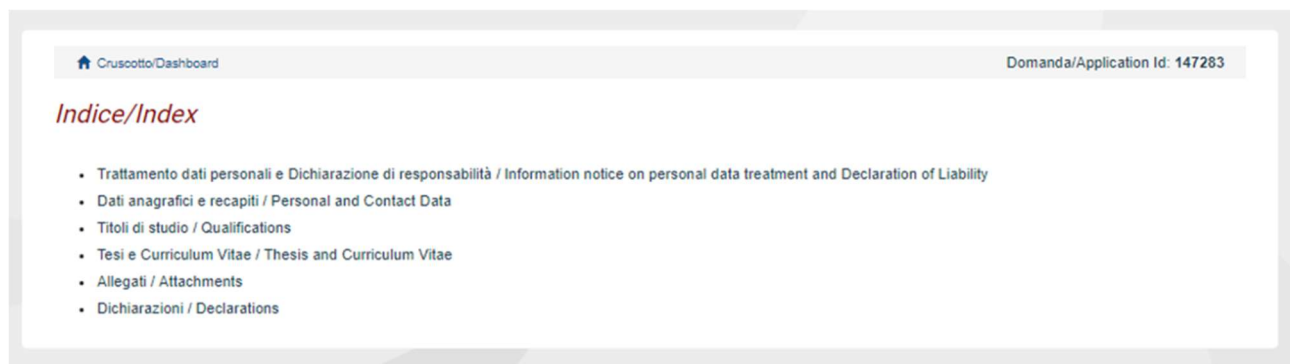 Cruscotto/Dashboard
Domanda/Application Id: 147283
Indice/Index
Trattamento dati personali e Dichiarazione di responsabilità / Information notice on personal data treatment and Declaration of Liability
Dati anagrafici e recapiti / Personal and Contact Data
Titoli di studio / Qualifications
Tesi e Curriculum Vitae / Thesis and Curriculum Vitae
Allegati / Attachments
Dichiarazioni / Declarations